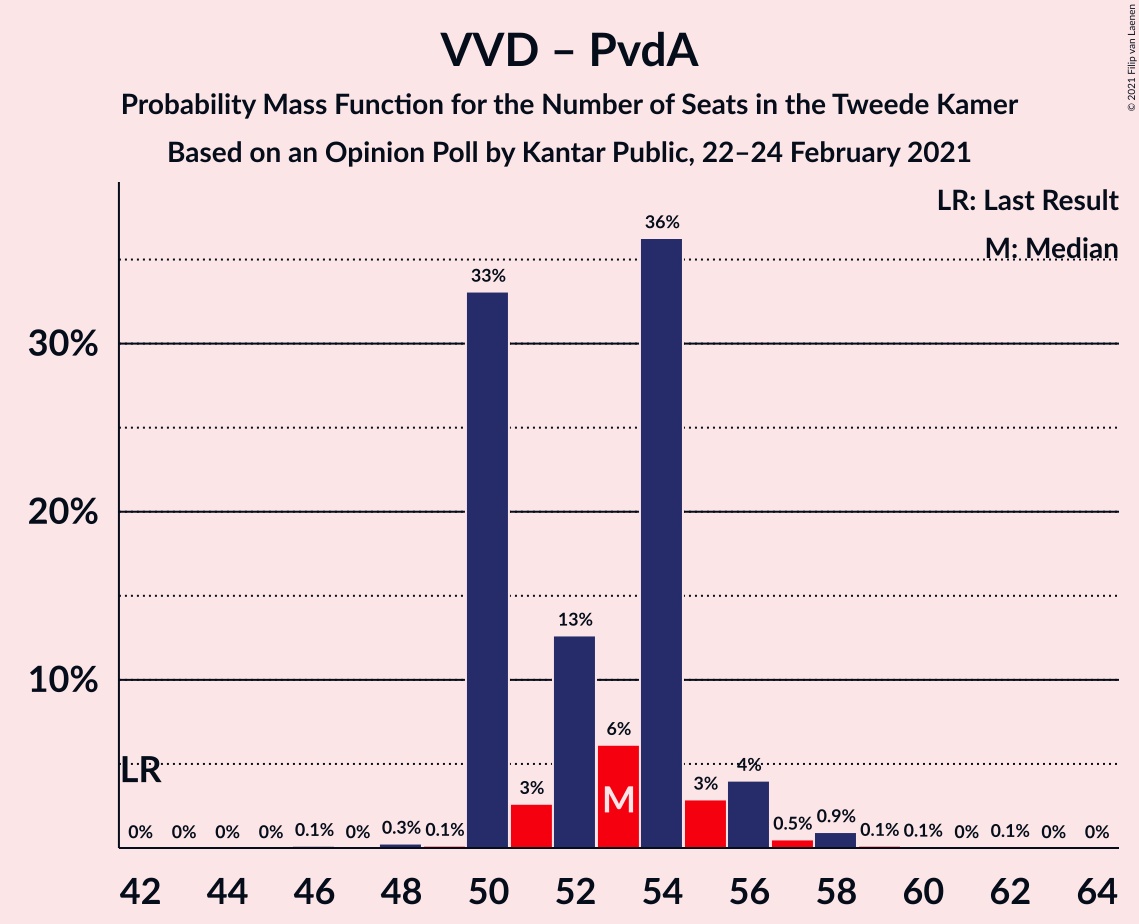 VVD – PvdA
Probability Mass Function for the Number of Seats in the Tweede Kamer
Based on an Opinion Poll by Kantar Public, 22–24 February 2021
© 2021 Filip van Laenen
LR: Last Result
M: Median
30%
20%
10%
LR
0% 0% 0% 0% 0.1% 0% 0.3% 0.1% 33% 3% 13% 6% 36% 3% 4% 0.5% 0.9% 0.1% 0.1% 0% 0.1% 0% 0%
M
42 44 46 48 50 52 54 56 58 60 62 64